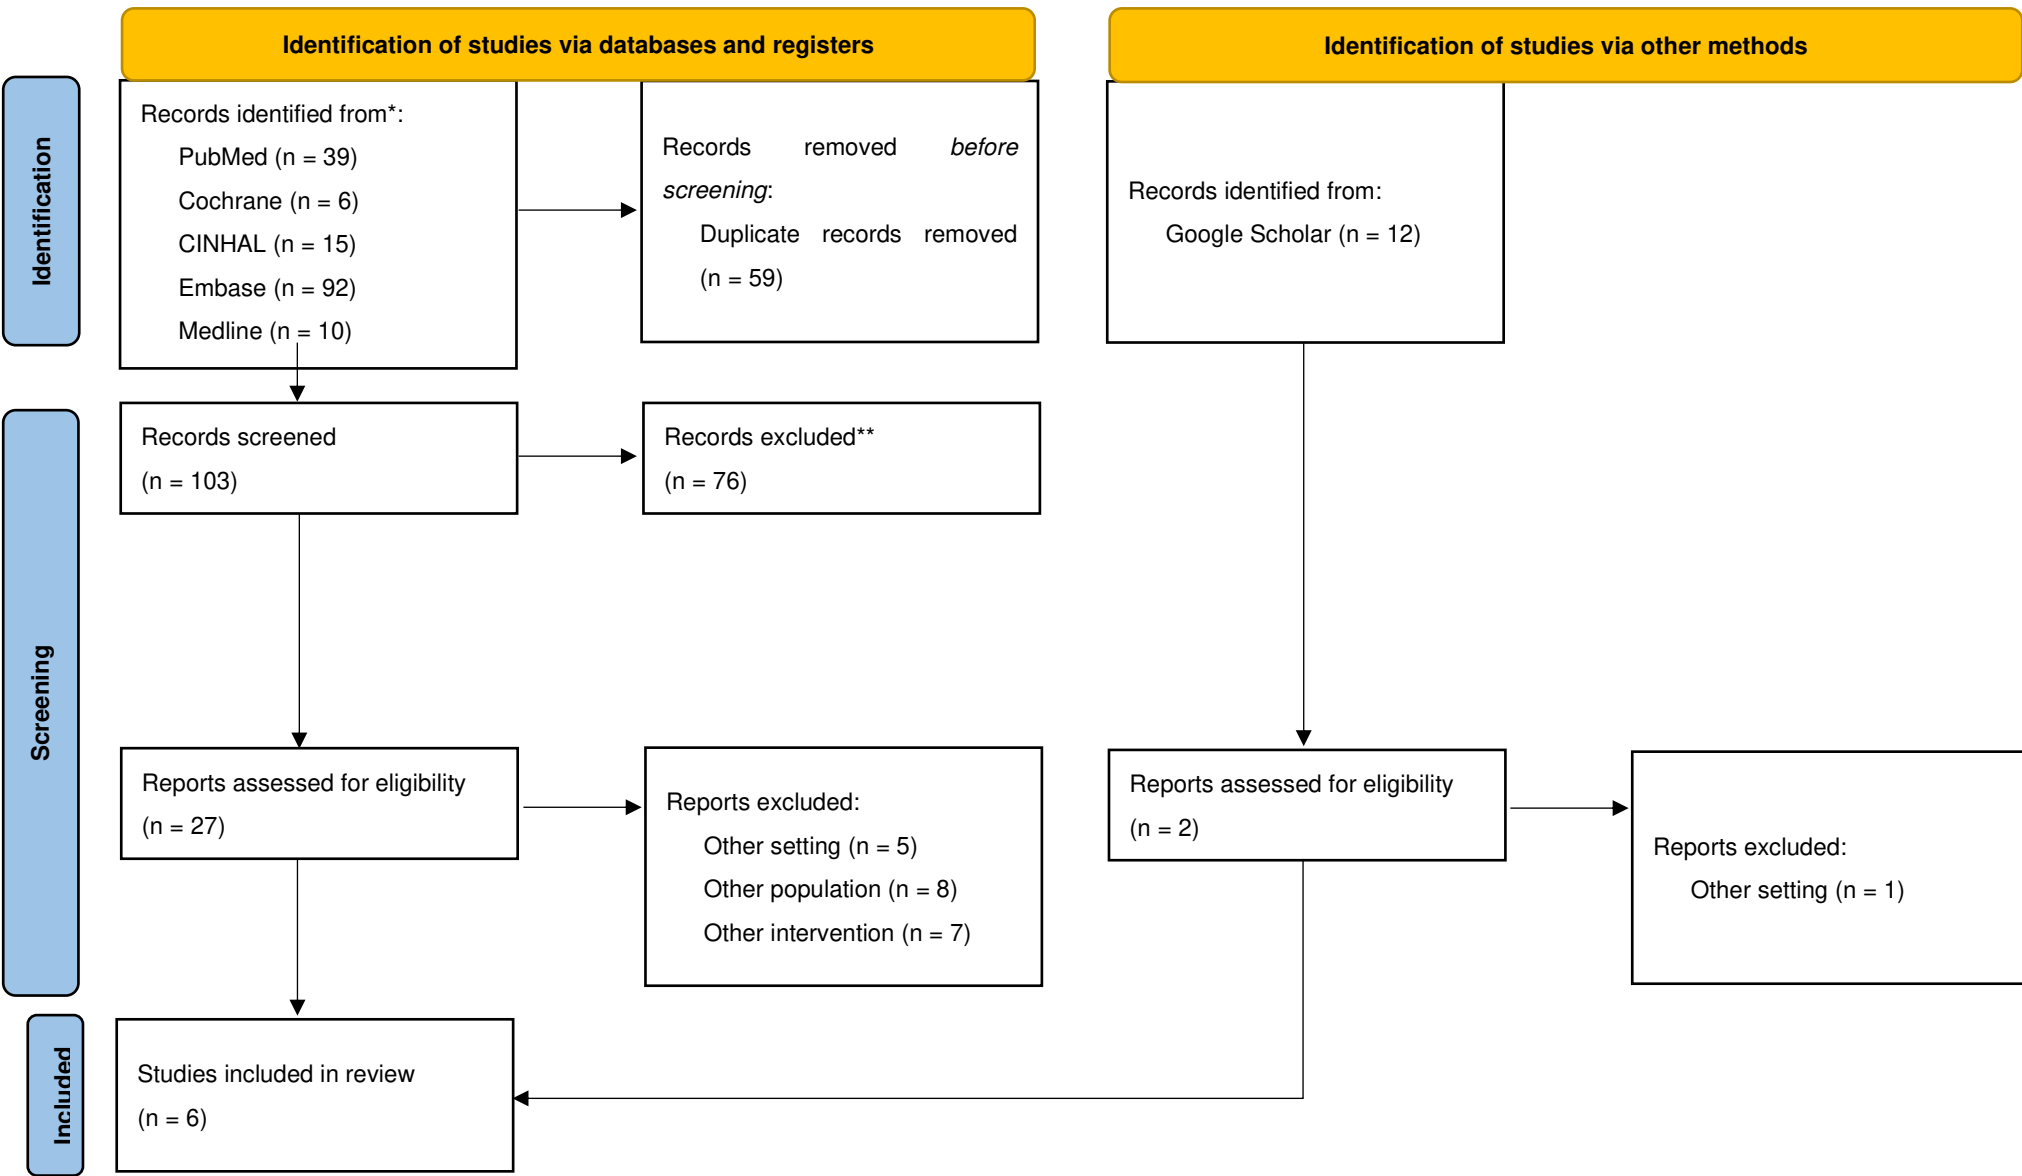 Identification of studies via databases and registers
Identification of studies via other methods
Identification
Records identified from*:
PubMed (n = 39)
Cochrane (n = 6)
CINHAL (n = 15)
Embase (n = 92)
Medline (n = 10)
Records removed before
screening:
Duplicate records removed
(n = 59)
Records identified from:
Google Scholar (n = 12)
Screening
Records screened
(n = 103)
Records excluded**
(n = 76)
Reports assessed for eligibility
(n = 27)
Reports excluded:
Other setting (n = 5)
Other population (n = 8)
Other intervention (n = 7)
Reports assessed for eligibility
(n = 2)
Reports excluded:
Other setting (n = 1)
Included
Studies included in review
(n = 6)